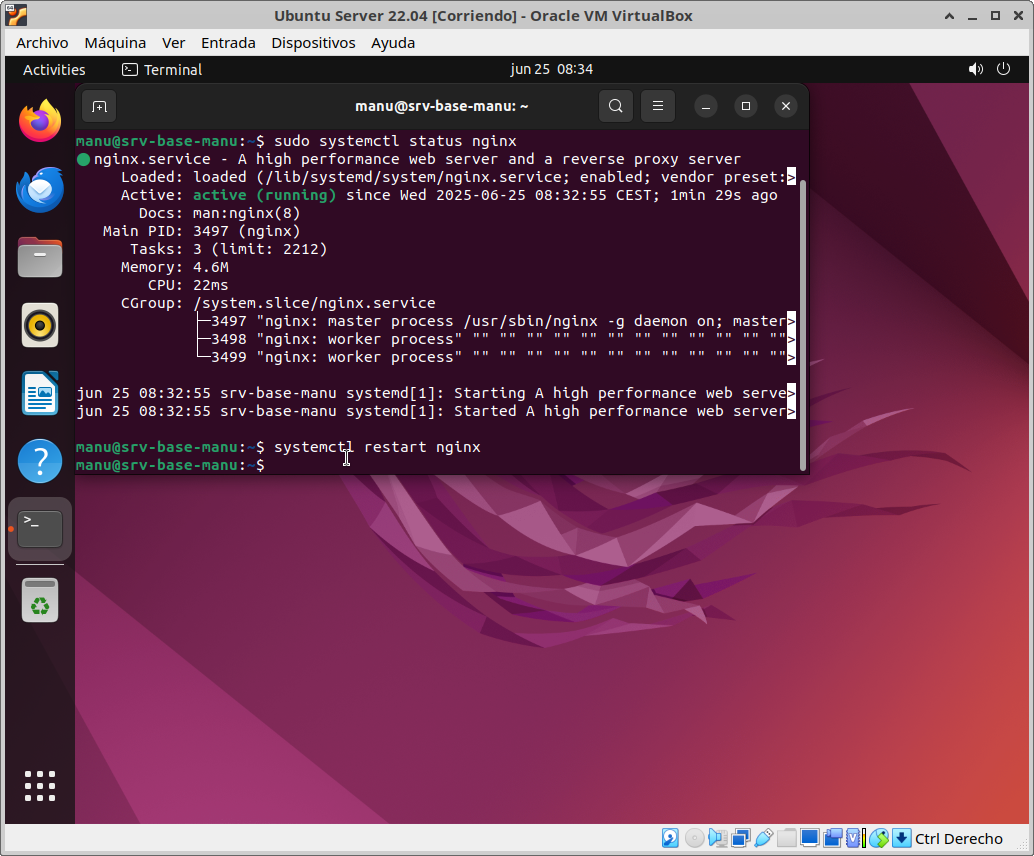 Ubuntu Server 22.04 [Corriendo] - Oracle VM VirtualBox
Archivo Máquina Ver Entrada Dispositivos Ayuda
Activities Terminal jun 25 08:34
manu@srv-base-manu: ~
manu@srv-base-manu:~$ sudo systemctl status nginx
nginx.service - A high performance web server and a reverse proxy server
Loaded: loaded (/lib/systemd/system/nginx.service; enabled; vendor preset:>
Active: active (running) since Wed 2025-06-25 08:32:55 CEST; 1min 29s ago
Docs: man:nginx(8)
Main PID: 3497 (nginx)
Tasks: 3 (limit: 2212)
Memory: 4.6M
CPU: 22ms
CGroup: /system.slice/nginx.service
├─3497 "nginx: master process /usr/sbin/nginx -g daemon on; master>
├─3498 "nginx: worker process" "" "" "" "" "" "" "" "" "" "" "" "">
└─3499 "nginx: worker process" "" "" "" "" "" "" "" "" "" "" "" "">
jun 25 08:32:55 srv-base-manu systemd[1]: Starting A high performance web serve>
jun 25 08:32:55 srv-base-manu systemd[1]: Started A high performance web server>
manu@srv-base-manu:~$ systemctl restart nginx
manu@srv-base-manu:~$
Ctrl Derecho